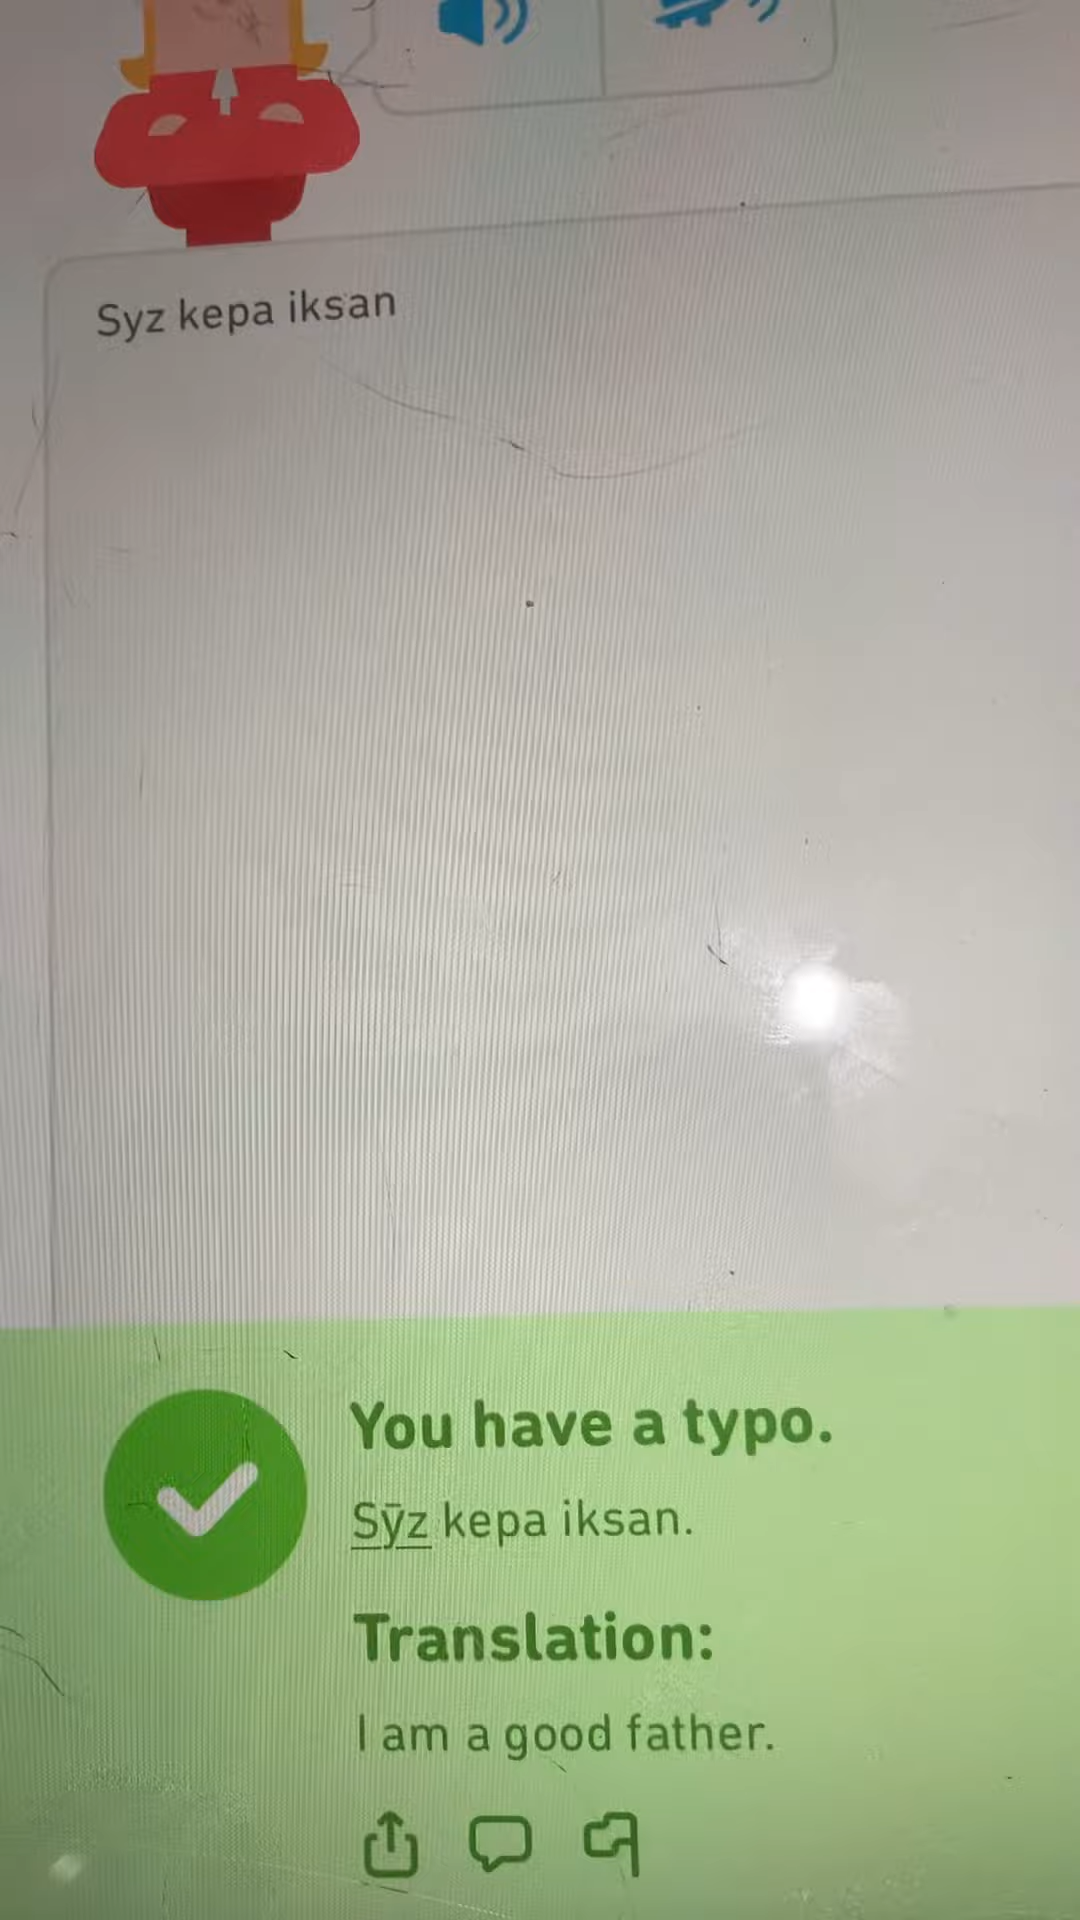 Syz kepa iksan
You have a typo.
Sȳz kepa iksan.
Translation:
I am a good father.